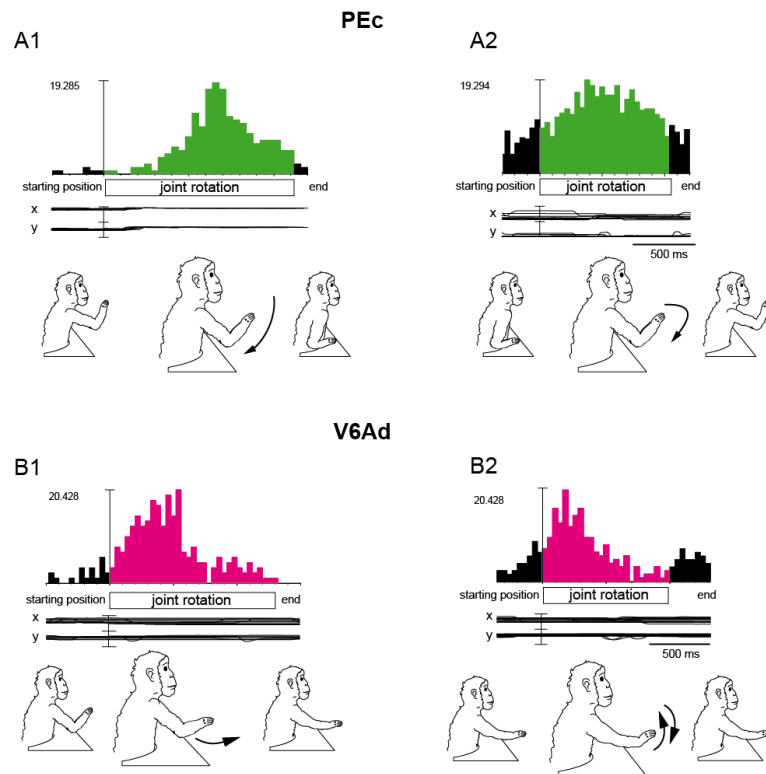 PEc
A1
A2
19.285
19.294
starting position
joint rotation
end
starting position
joint rotation
end
x
y
x
y
500 ms
V6Ad
B1
B2
20.428
20.428
starting position
joint rotation
end
starting position
joint rotation
end
x
y
x
y
500 ms